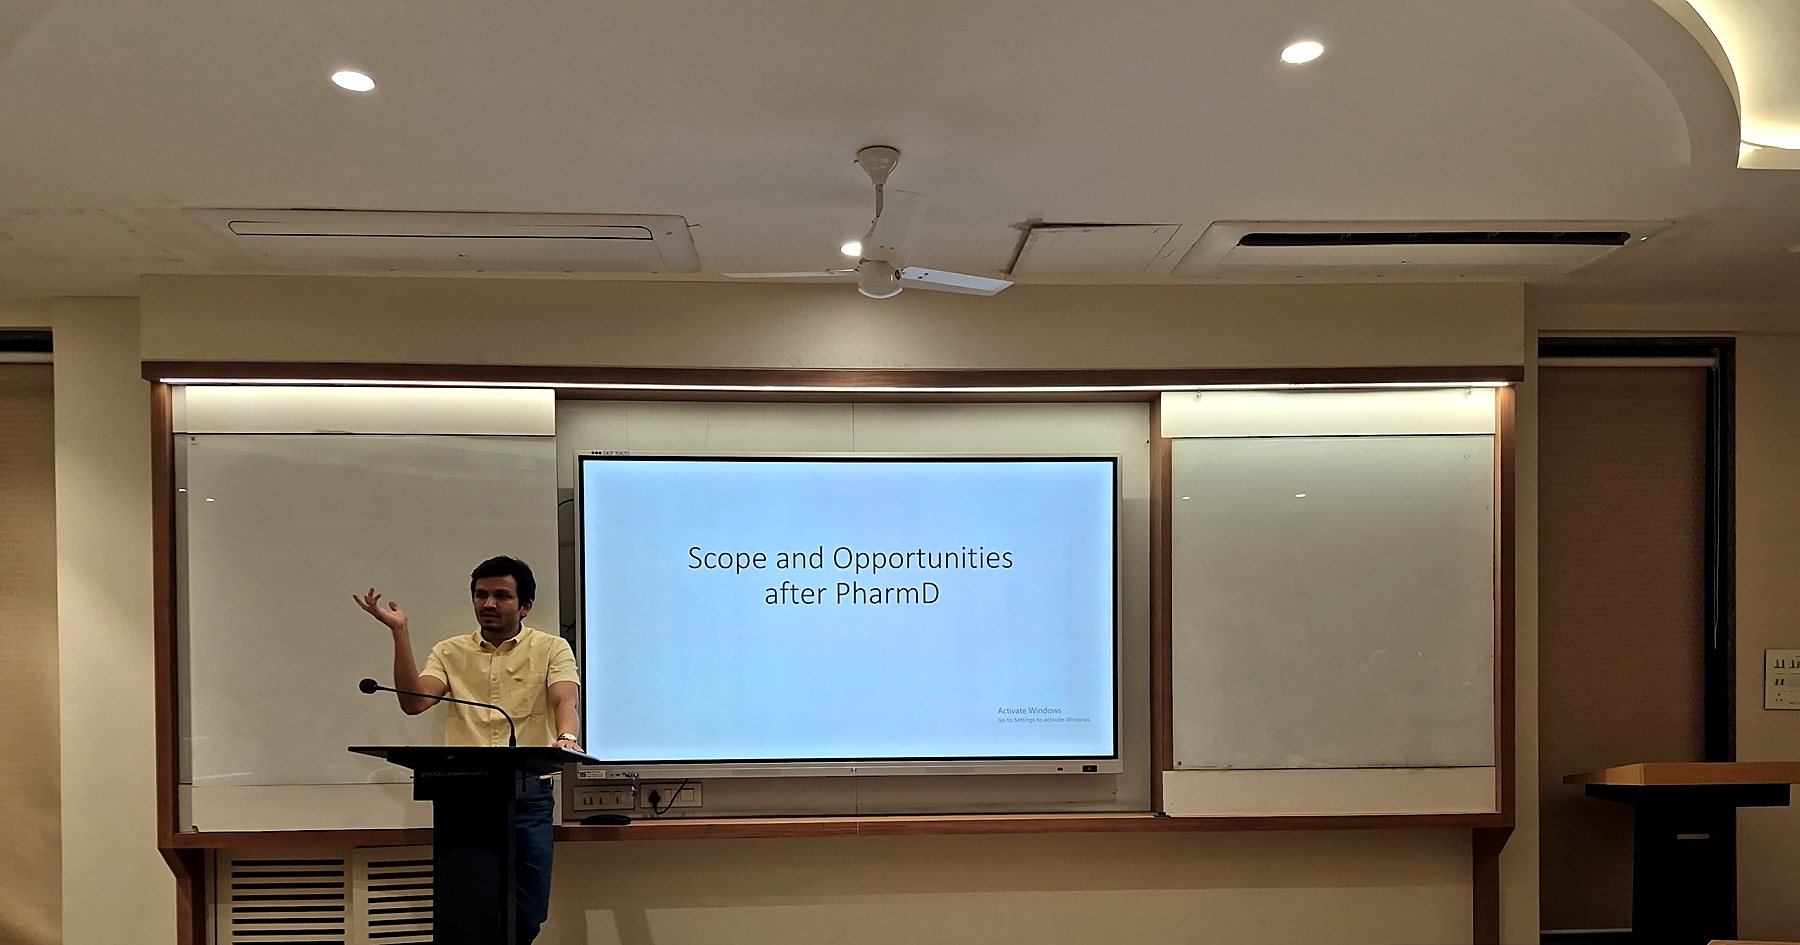 Scope and Opportunities
after PharmD
Activate Windows
Go to Settings to activate Windows.